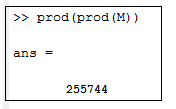 >> prod(prod(M))
ans =
255744